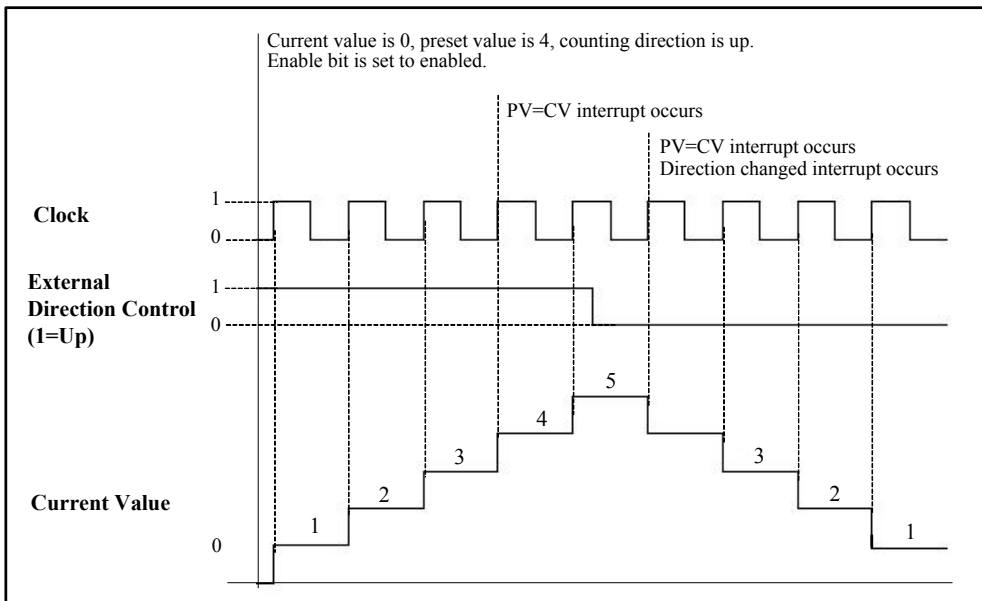 Current value is 0, preset value is 4, counting direction is up.
Enable bit is set to enabled.
PV=CV interrupt occurs
PV=CV interrupt occurs
Direction changed interrupt occurs
Clock
1
0
External
Direction Control
(1=Up)
1
0
5
4
3
3
2
2
1
1
Current Value
0